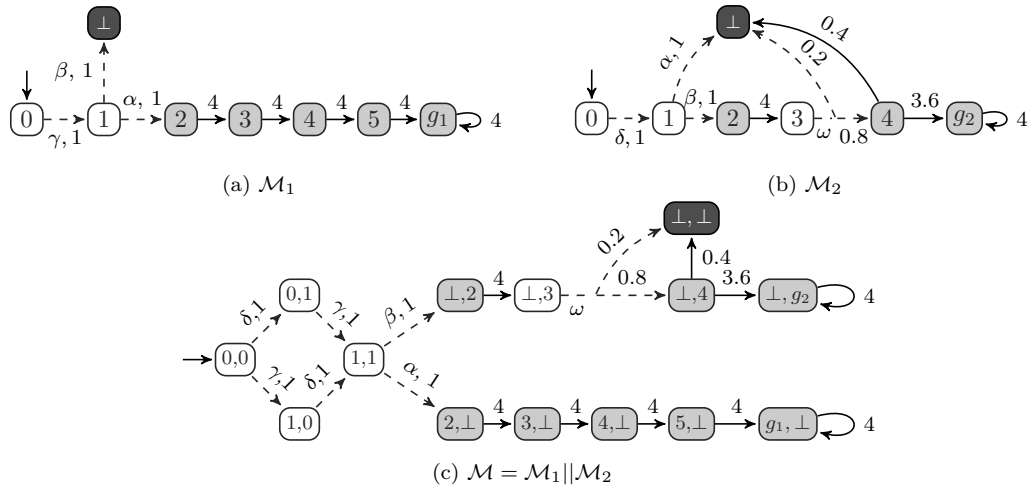 ⊥
β, 1
0
γ, 1
1
α, 1
2
4
3
4
4
4
5
4
g₁
4
(a) ℳ₁
⊥
0.4
0.2
α, 1
0
δ, 1
1
β, 1
2
4
3
ω
0.8
4
3.6
g₂
4
(b) ℳ₂
⊥, ⊥
0.2
0.4
0,1
δ,1
γ,1
β,1
⊥,2
4
⊥,3
ω
0.8
⊥,4
3.6
⊥, g₂
4
0,0
1,1
γ,1
δ,1
α, 1
1,0
2,⊥
4
3,⊥
4
4,⊥
4
5,⊥
4
g₁, ⊥
4
(c) ℳ = ℳ₁||ℳ₂